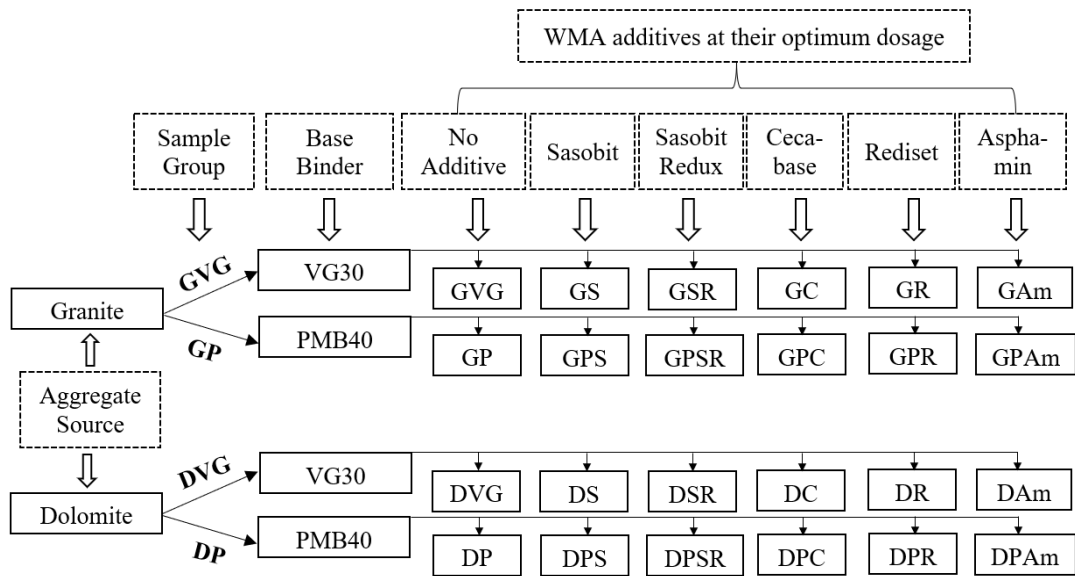 WMA additives at their optimum dosage
Sample
Group
Base
Binder
No
Additive
Sasobit
Sasobit
Redux
Ceca-
base
Rediset
Aspha-
min
GVG
VG30
GVG
GS
GSR
GC
GR
GAm
Granite
GP
PMB40
GP
GPS
GPSR
GPC
GPR
GPAm
Aggregate
Source
DVG
VG30
DVG
DS
DSR
DC
DR
DAm
Dolomite
DP
PMB40
DP
DPS
DPSR
DPC
DPR
DPAm